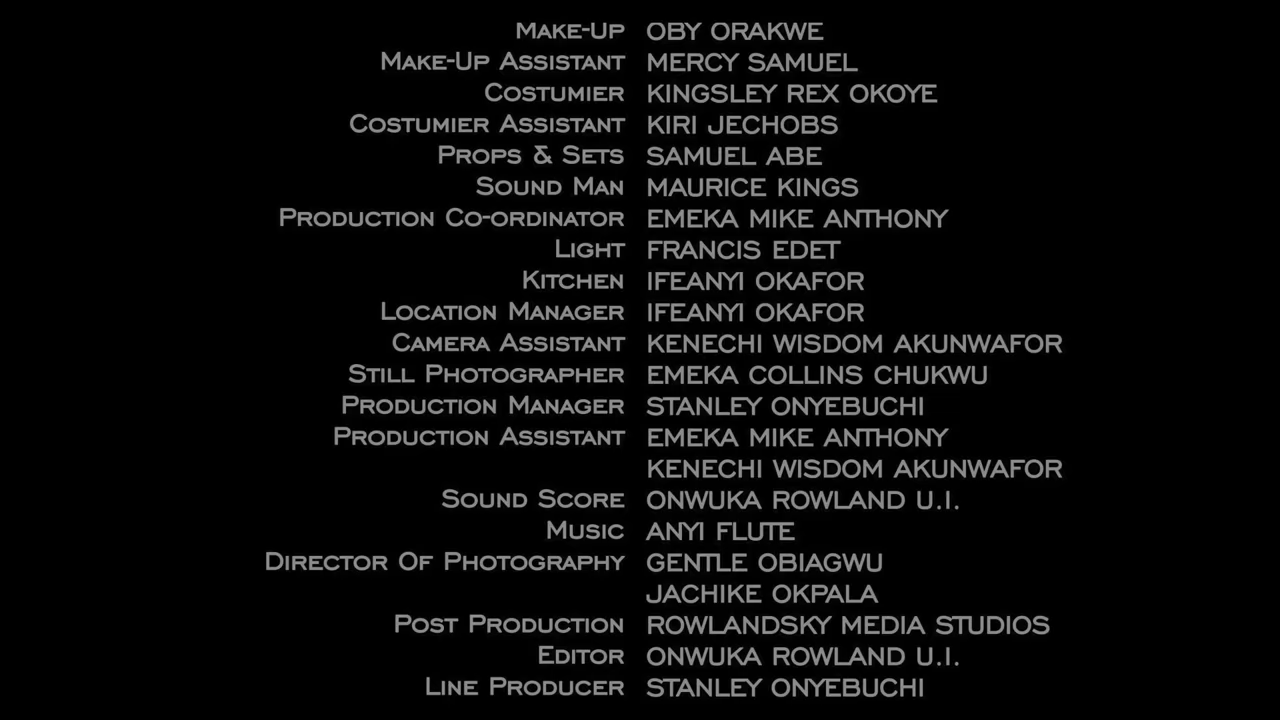 Make-Up OBY ORAKWE
Make-Up Assistant MERCY SAMUEL
Costumier KINGSLEY REX OKOYE
Costumier Assistant KIRI JECHOBS
Props & Sets SAMUEL ABE
Sound Man MAURICE KINGS
Production Co-ordinator EMEKA MIKE ANTHONY
Light FRANCIS EDET
Kitchen IFEANYI OKAFOR
Location Manager IFEANYI OKAFOR
Camera Assistant KENECHI WISDOM AKUNWAFOR
Still Photographer EMEKA COLLINS CHUKWU
Production Manager STANLEY ONYEBUCHI
Production Assistant EMEKA MIKE ANTHONY
KENECHI WISDOM AKUNWAFOR
Sound Score ONWUKA ROWLAND U.I.
Music ANYI FLUTE
Director Of Photography GENTLE OBIAGWU
JACHIKE OKPALA
Post Production ROWLANDSKY MEDIA STUDIOS
Editor ONWUKA ROWLAND U.I.
Line Producer STANLEY ONYEBUCHI